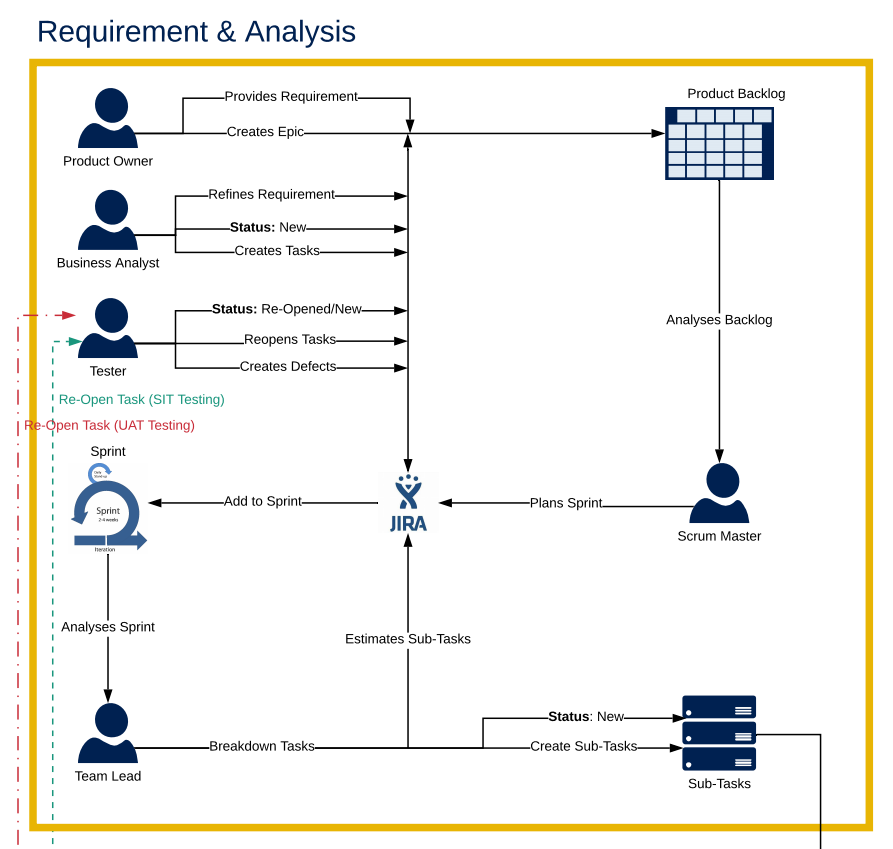 Requirement & Analysis
Provides Requirement
Product Backlog
Creates Epic
Product Owner
Refines Requirement
Status: New
Creates Tasks
Business Analyst
Status: Re-Opened/New
Reopens Tasks
Creates Defects
Tester
Analyses Backlog
Re-Open Task (SIT Testing)
Re-Open Task (UAT Testing)
Sprint
Daily
Stand-up
Sprint
2-4 weeks
Iteration
Add to Sprint
JIRA
Plans Sprint
Scrum Master
Analyses Sprint
Estimates Sub-Tasks
Status: New
Breakdown Tasks
Create Sub-Tasks
Team Lead
Sub-Tasks